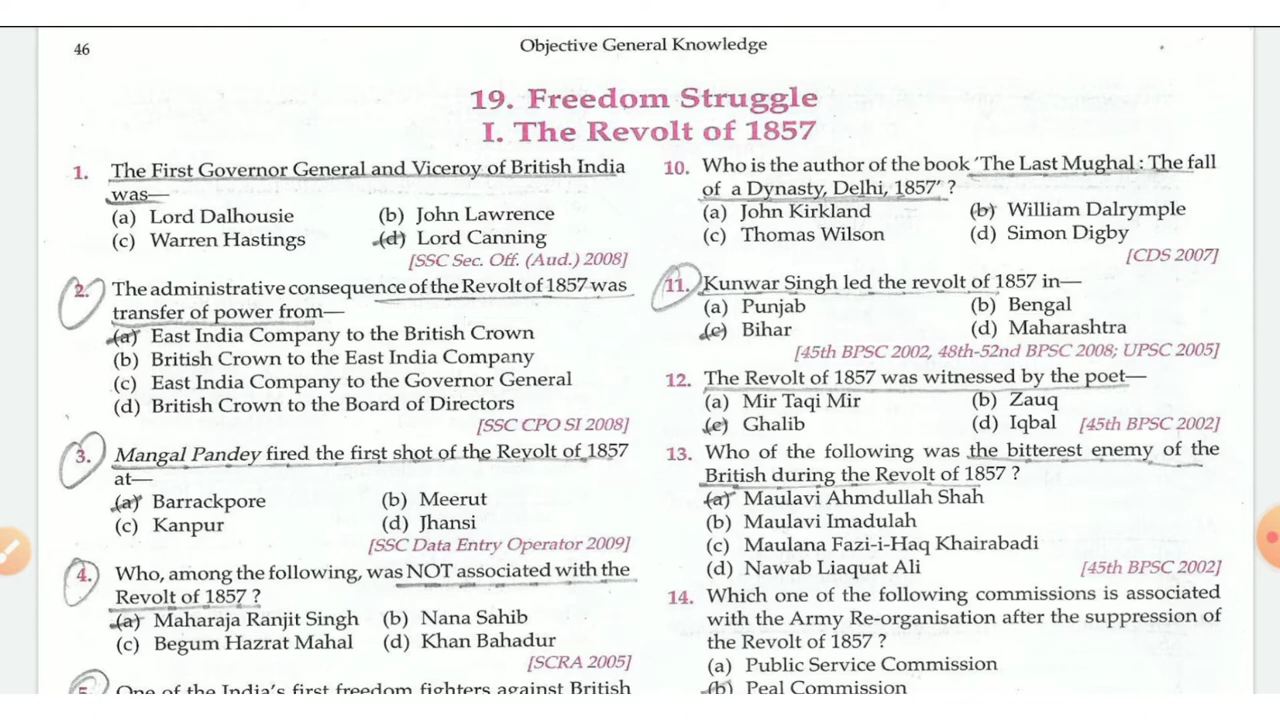 46
Objective General Knowledge
19. Freedom Struggle
I. The Revolt of 1857
1. The First Governor General and Viceroy of British India
was—
(a) Lord Dalhousie (b) John Lawrence
(c) Warren Hastings (d) Lord Canning
[SSC Sec. Off. (Aud.) 2008]
2. The administrative consequence of the Revolt of 1857 was
transfer of power from—
(a) East India Company to the British Crown
(b) British Crown to the East India Company
(c) East India Company to the Governor General
(d) British Crown to the Board of Directors
[SSC CPO SI 2008]
3. Mangal Pandey fired the first shot of the Revolt of 1857
at—
(a) Barrackpore (b) Meerut
(c) Kanpur (d) Jhansi
[SSC Data Entry Operator 2009]
4. Who, among the following, was NOT associated with the
Revolt of 1857 ?
(a) Maharaja Ranjit Singh (b) Nana Sahib
(c) Begum Hazrat Mahal (d) Khan Bahadur
[SCRA 2005]
5. One of the India's first freedom fighters against British
10. Who is the author of the book 'The Last Mughal : The fall
of a Dynasty, Delhi, 1857' ?
(a) John Kirkland (b) William Dalrymple
(c) Thomas Wilson (d) Simon Digby
[CDS 2007]
11. Kunwar Singh led the revolt of 1857 in—
(a) Punjab (b) Bengal
(c) Bihar (d) Maharashtra
[45th BPSC 2002, 48th-52nd BPSC 2008; UPSC 2005]
12. The Revolt of 1857 was witnessed by the poet—
(a) Mir Taqi Mir (b) Zauq
(c) Ghalib (d) Iqbal [45th BPSC 2002]
13. Who of the following was the bitterest enemy of the
British during the Revolt of 1857 ?
(a) Maulavi Ahmdullah Shah
(b) Maulavi Imadulah
(c) Maulana Fazi-i-Haq Khairabadi
(d) Nawab Liaquat Ali [45th BPSC 2002]
14. Which one of the following commissions is associated
with the Army Re-organisation after the suppression of
the Revolt of 1857 ?
(a) Public Service Commission
(b) Peal Commission